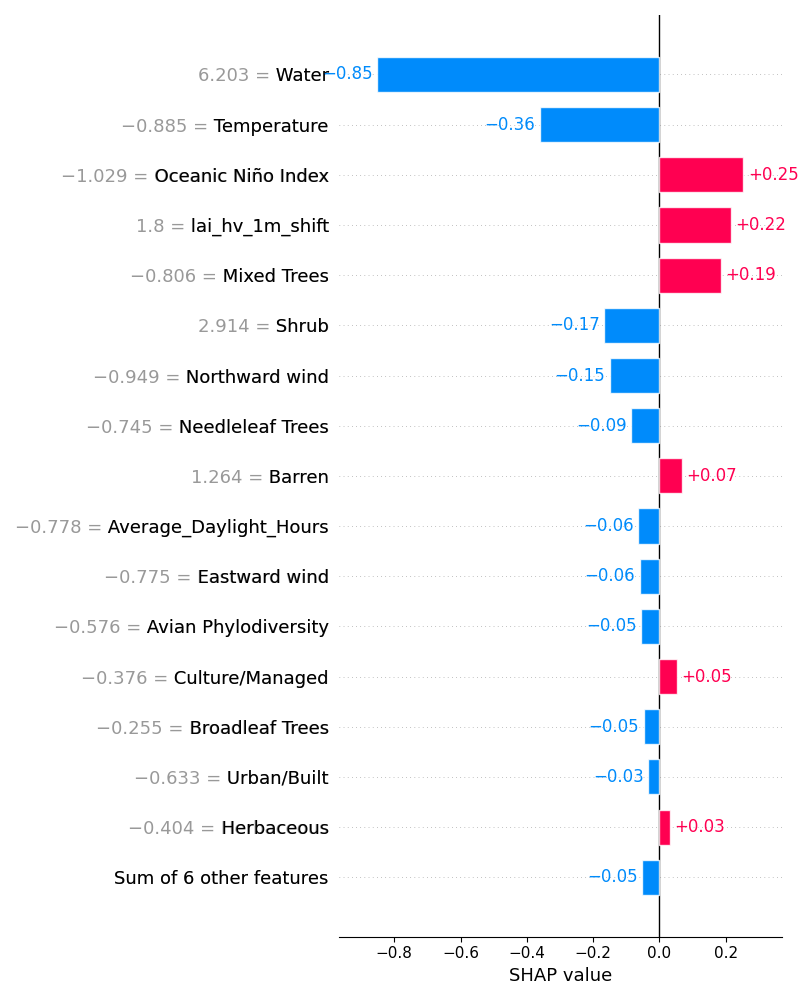 6.203 = Water −0.85
−0.885 = Temperature −0.36
−1.029 = Oceanic Niño Index +0.25
1.8 = lai_hv_1m_shift +0.22
−0.806 = Mixed Trees +0.19
2.914 = Shrub −0.17
−0.949 = Northward wind −0.15
−0.745 = Needleleaf Trees −0.09
1.264 = Barren +0.07
−0.778 = Average_Daylight_Hours −0.06
−0.775 = Eastward wind −0.06
−0.576 = Avian Phylodiversity −0.05
−0.376 = Culture/Managed +0.05
−0.255 = Broadleaf Trees −0.05
−0.633 = Urban/Built −0.03
−0.404 = Herbaceous +0.03
Sum of 6 other features −0.05
−0.8 −0.6 −0.4 −0.2 0.0 0.2
SHAP value